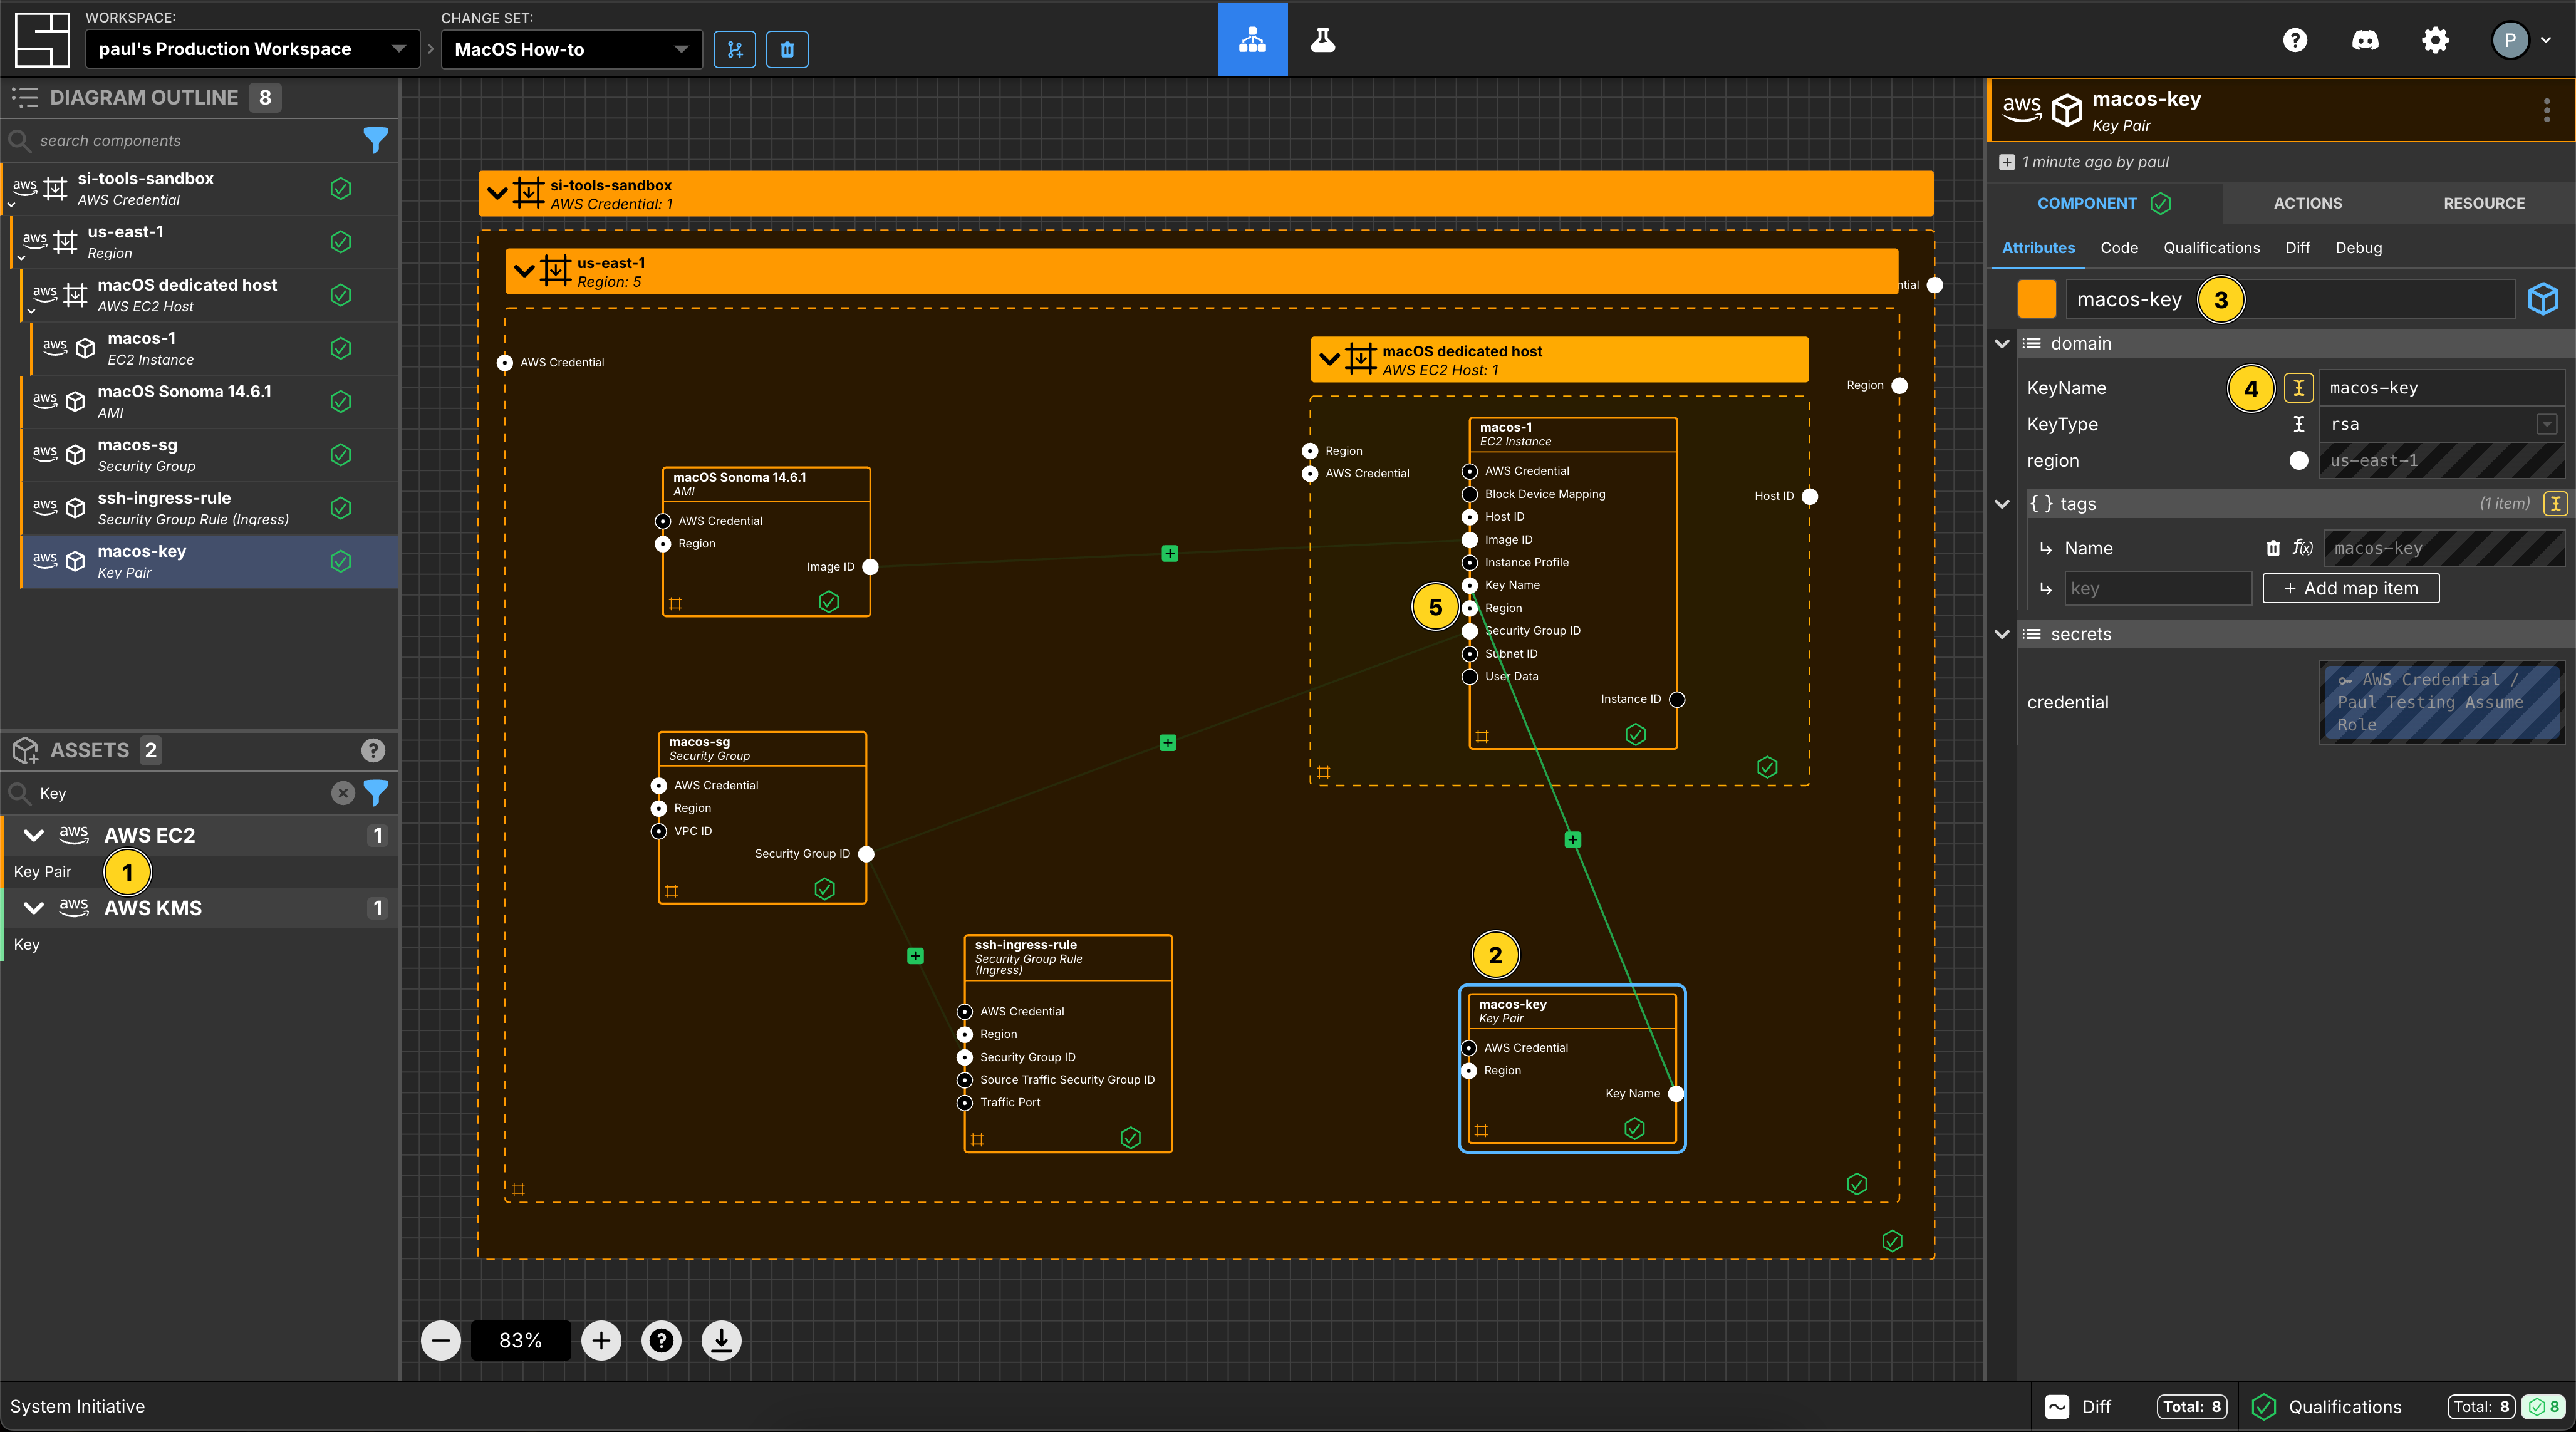 WORKSPACE:
paul's Production Workspace
CHANGE SET:
MacOS How-to
P
DIAGRAM OUTLINE 8
search components
aws si-tools-sandbox
AWS Credential
aws us-east-1
Region
aws macOS dedicated host
AWS EC2 Host
aws macos-1
EC2 Instance
aws macOS Sonoma 14.6.1
AMI
aws macos-sg
Security Group
aws ssh-ingress-rule
Security Group Rule (Ingress)
aws macos-key
Key Pair
ASSETS 2
Key
aws AWS EC2 1
Key Pair 1
aws AWS KMS 1
Key
si-tools-sandbox
AWS Credential: 1
us-east-1
Region: 5
ntial
AWS Credential
Region
macOS dedicated host
AWS EC2 Host: 1
Region
AWS Credential
Host ID
macos-1
EC2 Instance
AWS Credential
Block Device Mapping
Host ID
Image ID
Instance Profile
Key Name
5 Region
Security Group ID
Subnet ID
User Data
Instance ID
macOS Sonoma 14.6.1
AMI
AWS Credential
Region
Image ID
macos-sg
Security Group
AWS Credential
Region
VPC ID
Security Group ID
ssh-ingress-rule
Security Group Rule
(Ingress)
AWS Credential
Region
Security Group ID
Source Traffic Security Group ID
Traffic Port
2
macos-key
Key Pair
AWS Credential
Region
Key Name
83%
aws macos-key
Key Pair
1 minute ago by paul
COMPONENT ACTIONS RESOURCE
Attributes Code Qualifications Diff Debug
macos-key 3
domain
KeyName 4 macos-key
KeyType rsa
region us-east-1
{ } tags (1 item)
Name f(x) macos-key
key + Add map item
secrets
credential
AWS Credential /
Paul Testing Assume
Role
System Initiative
Diff Total: 8 Qualifications Total: 8 8